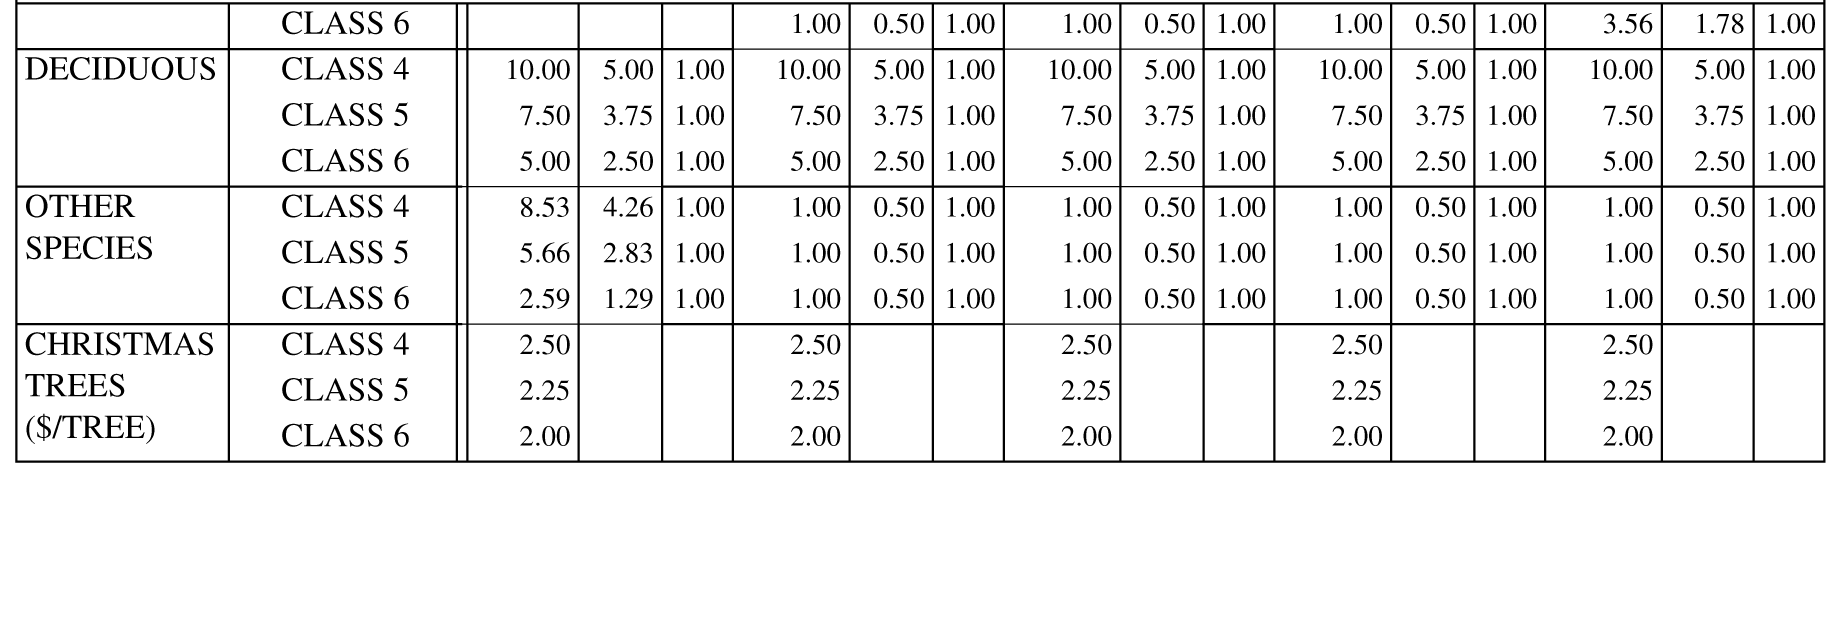 CLASS 6 1.00 0.50 1.00 1.00 0.50 1.00 1.00 0.50 1.00 3.56 1.78 1.00
DECIDUOUS CLASS 4 10.00 5.00 1.00 10.00 5.00 1.00 10.00 5.00 1.00 10.00 5.00 1.00 10.00 5.00 1.00
CLASS 5 7.50 3.75 1.00 7.50 3.75 1.00 7.50 3.75 1.00 7.50 3.75 1.00 7.50 3.75 1.00
CLASS 6 5.00 2.50 1.00 5.00 2.50 1.00 5.00 2.50 1.00 5.00 2.50 1.00 5.00 2.50 1.00
OTHER CLASS 4 8.53 4.26 1.00 1.00 0.50 1.00 1.00 0.50 1.00 1.00 0.50 1.00 1.00 0.50 1.00
SPECIES CLASS 5 5.66 2.83 1.00 1.00 0.50 1.00 1.00 0.50 1.00 1.00 0.50 1.00 1.00 0.50 1.00
CLASS 6 2.59 1.29 1.00 1.00 0.50 1.00 1.00 0.50 1.00 1.00 0.50 1.00 1.00 0.50 1.00
CHRISTMAS CLASS 4 2.50 2.50 2.50 2.50 2.50
TREES CLASS 5 2.25 2.25 2.25 2.25 2.25
($/TREE) CLASS 6 2.00 2.00 2.00 2.00 2.00